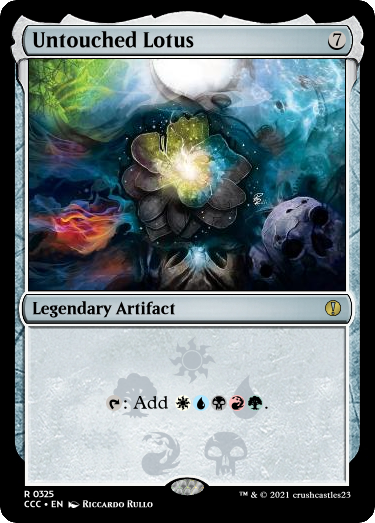 Untouched Lotus 7
Legendary Artifact
: Add .
R 0325
CCC • EN Riccardo Rullo
™ & © 2021 crushcastles23